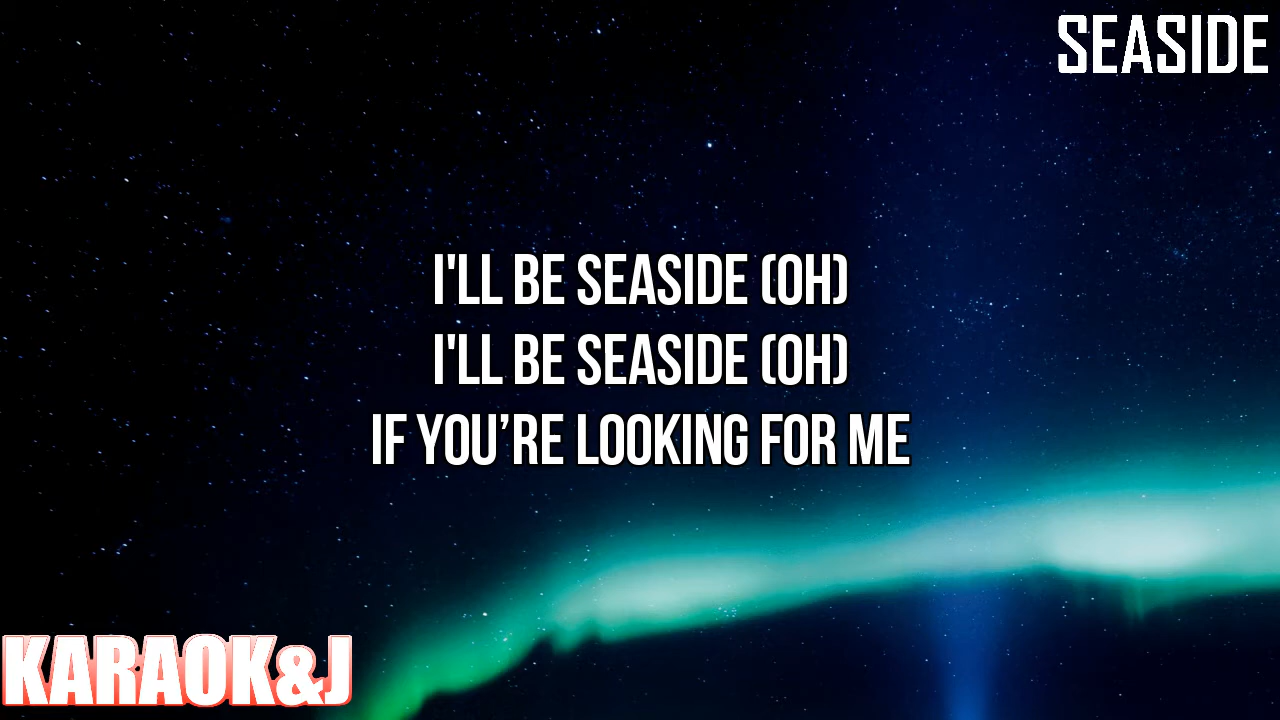 SEASIDE
I'LL BE SEASIDE (OH)
I'LL BE SEASIDE (OH)
IF YOU’RE LOOKING FOR ME
KARAOK&J